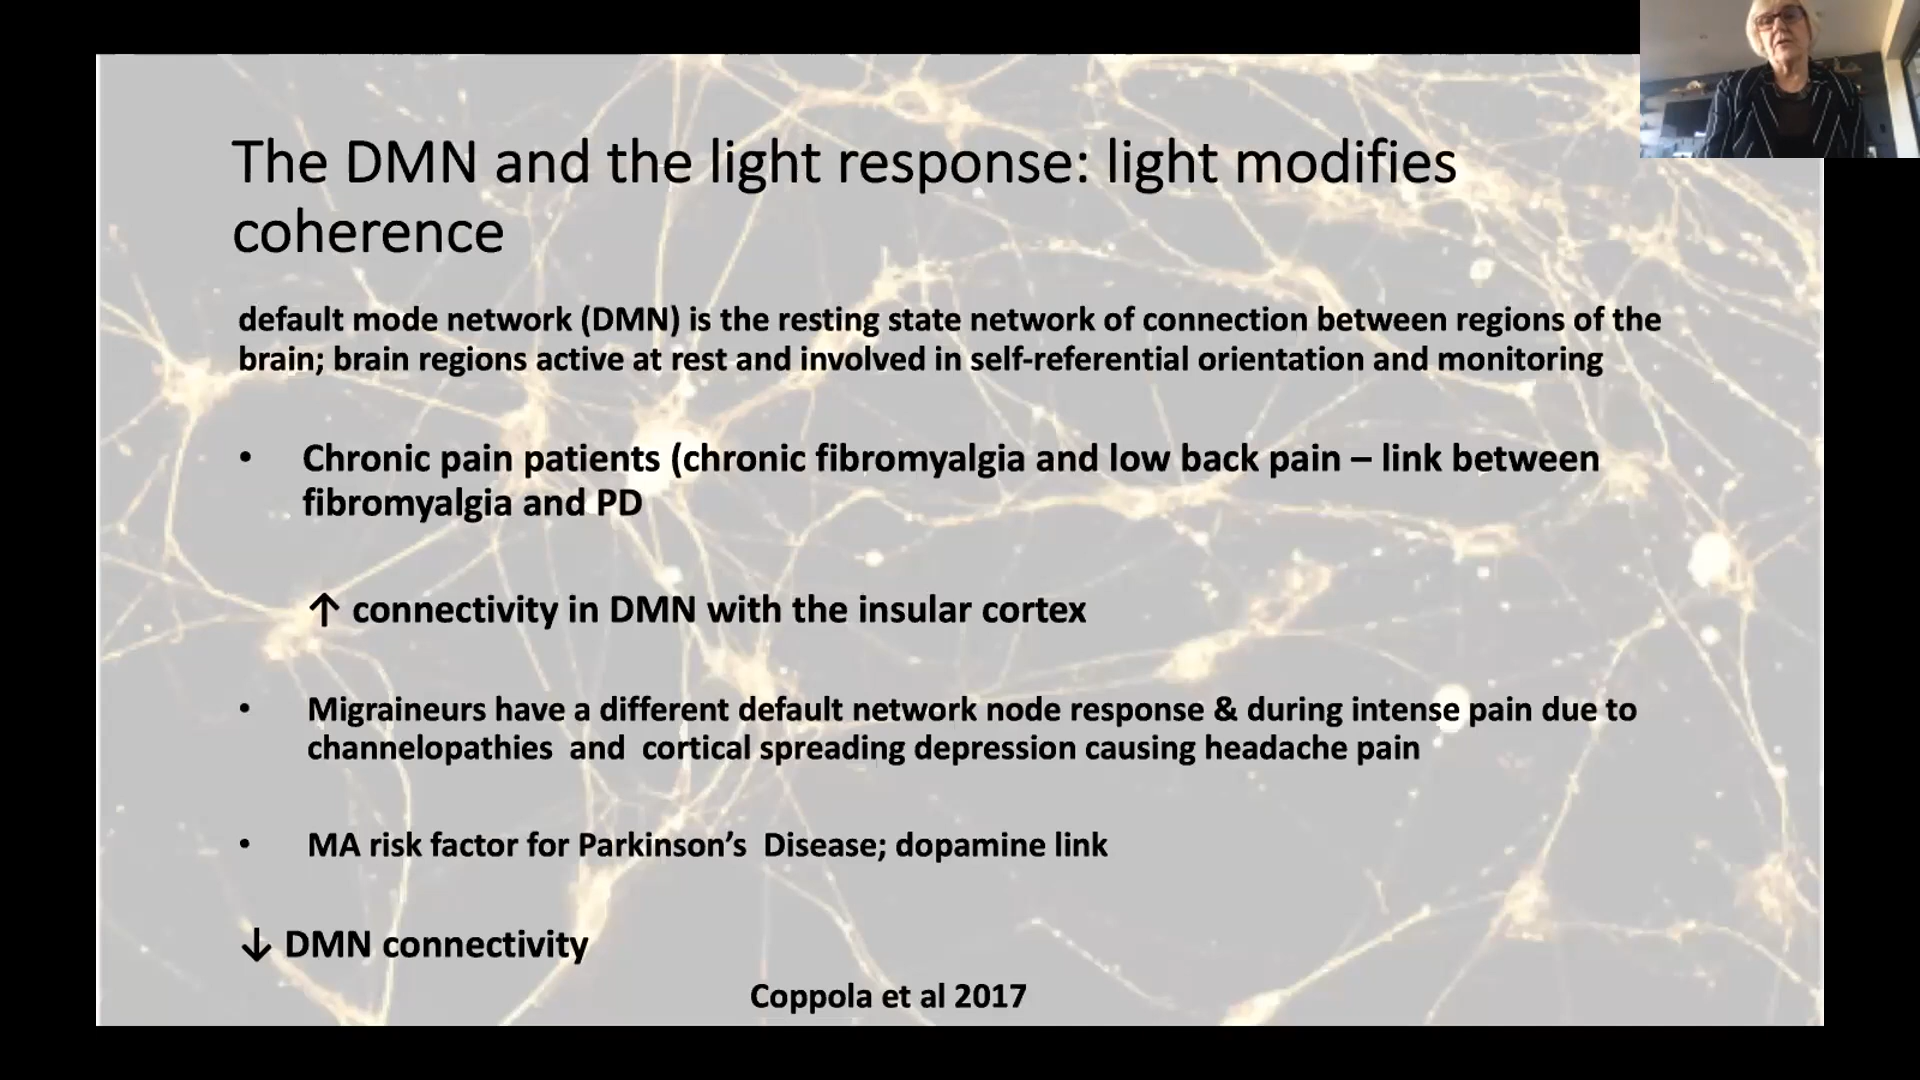 The DMN and the light response: light modifies
coherence
default mode network (DMN) is the resting state network of connection between regions of the
brain; brain regions active at rest and involved in self-referential orientation and monitoring
• Chronic pain patients (chronic fibromyalgia and low back pain – link between
fibromyalgia and PD
↑ connectivity in DMN with the insular cortex
• Migraineurs have a different default network node response & during intense pain due to
channelopathies and cortical spreading depression causing headache pain
• MA risk factor for Parkinson’s Disease; dopamine link
↓ DMN connectivity
Coppola et al 2017